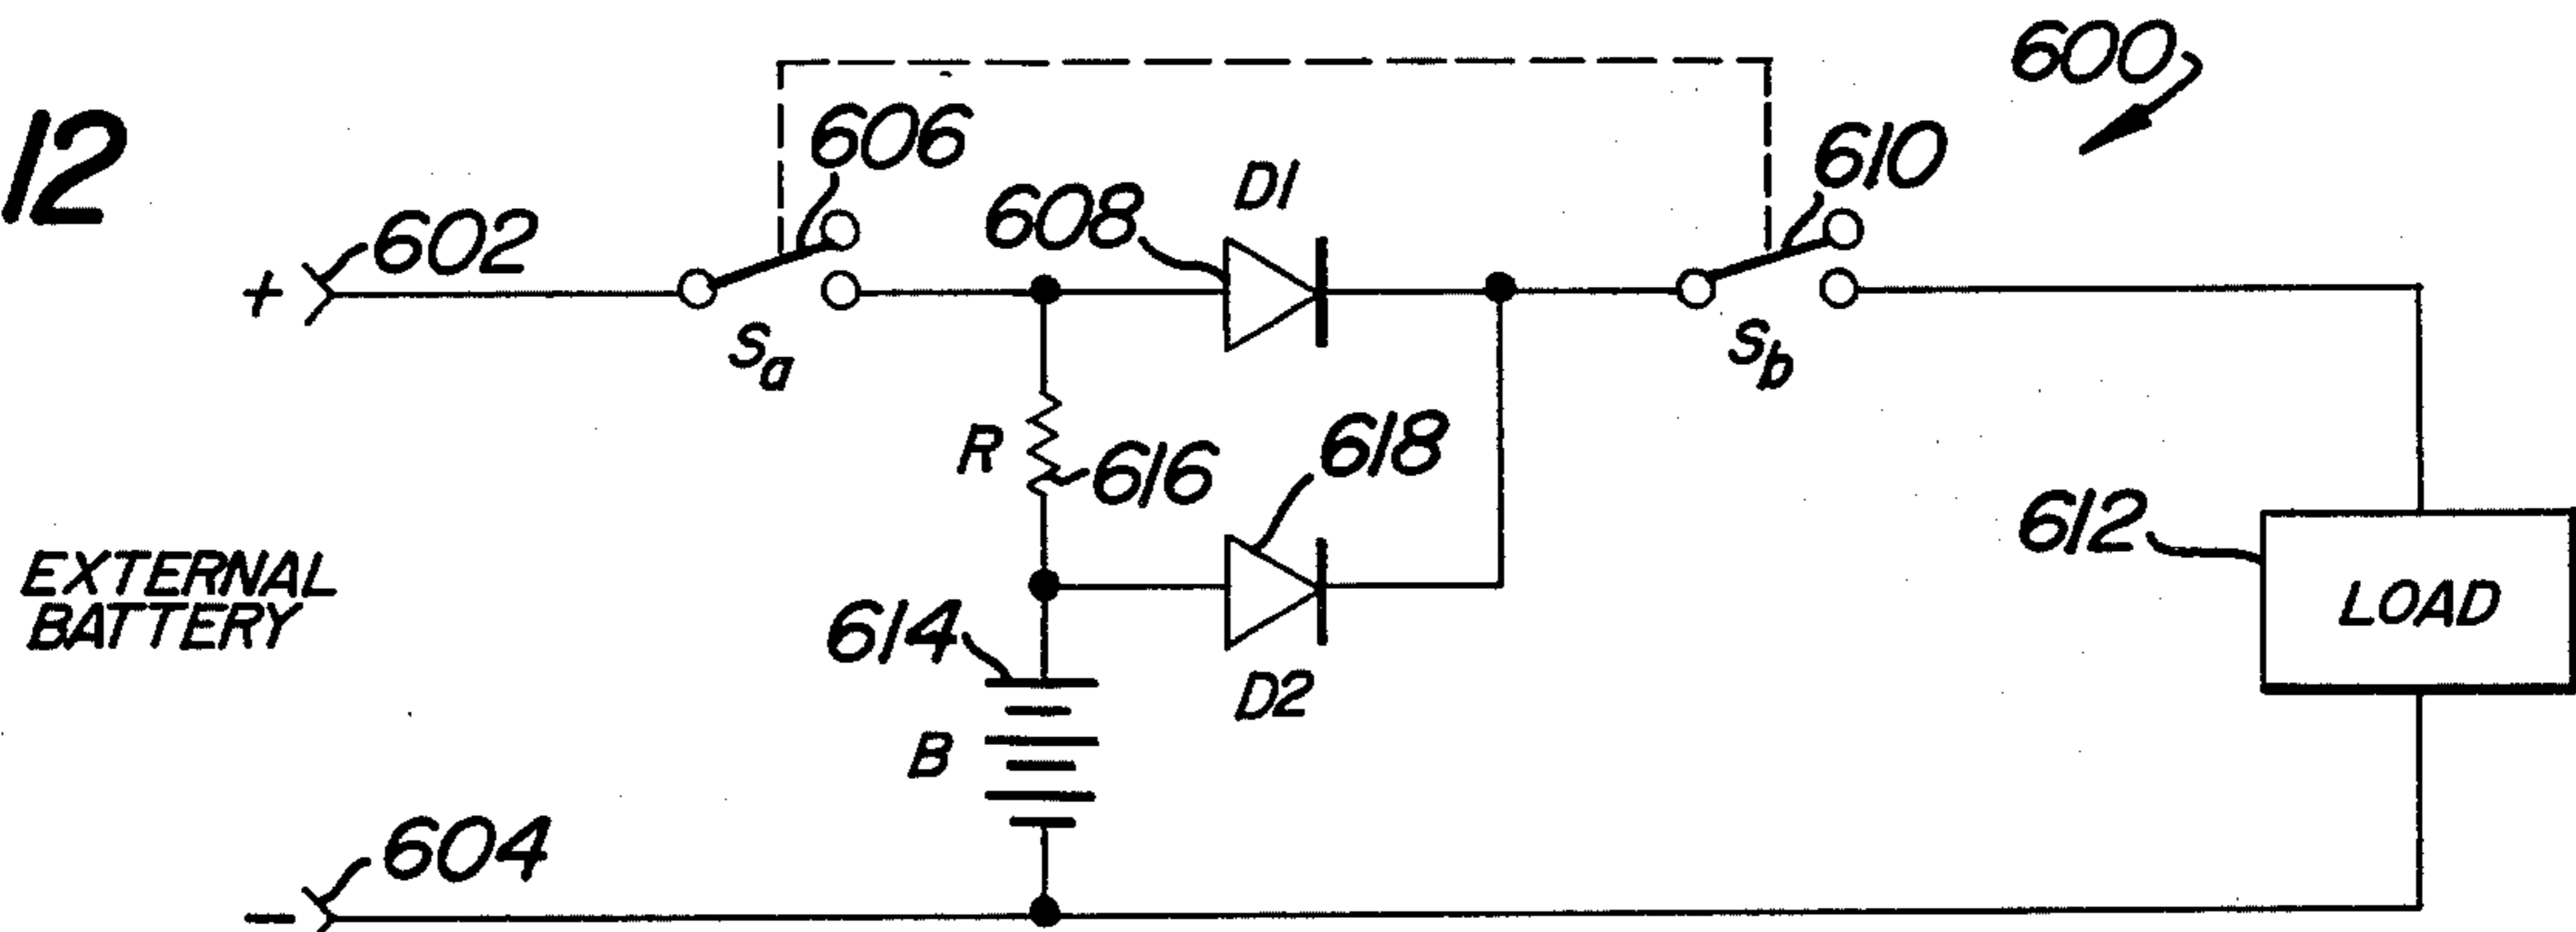 12
600
606
610
602
608
D1
+
Sa
Sb
R
616
618
612
EXTERNAL
BATTERY
LOAD
614
D2
B
604
–